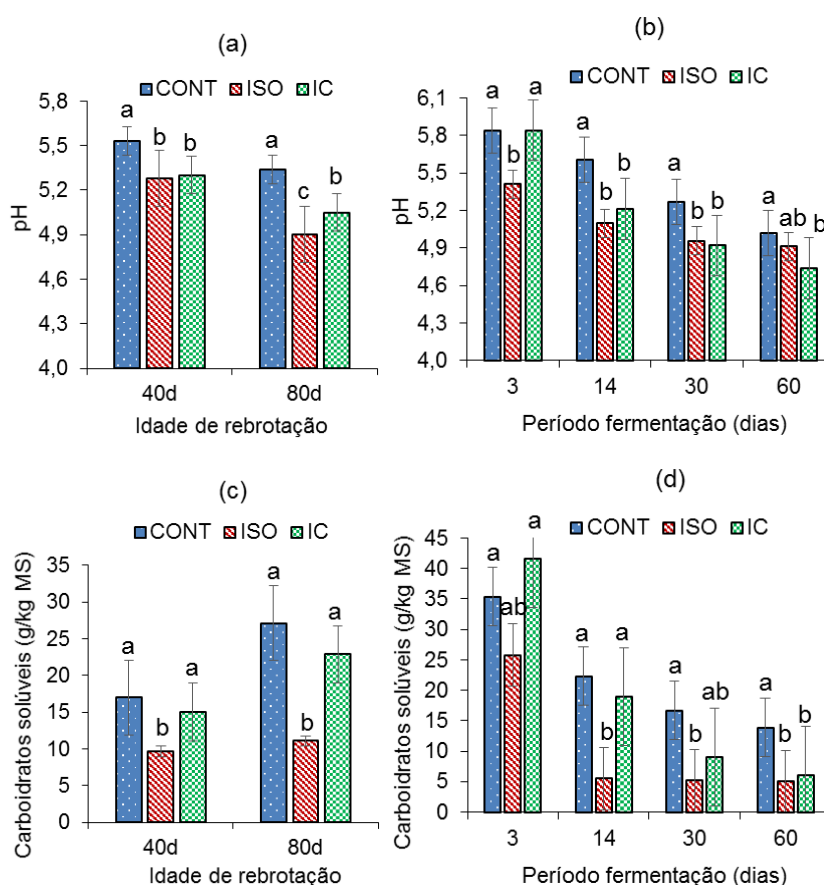 (a)
CONT ISO IC
5,8
5,5
5,2
4,9
4,6
4,3
4,0
pH
a
b
b
a
c
b
40d 80d
Idade de rebrotação
(b)
CONT ISO IC
6,1
5,8
5,5
5,2
4,9
4,6
4,3
4,0
pH
a
b
a
a
b
b
a
b
b
a
ab
b
3 14 30 60
Período fermentação (dias)
(c)
CONT ISO IC
35
30
25
20
15
10
5
0
Carboidratos solúveis (g/kg MS)
a
b
a
a
b
a
40d 80d
Idade de rebrotação
(d)
CONT ISO IC
45
40
35
30
25
20
15
10
5
0
Carboidratos solúveis (g/kg MS)
a
ab
a
a
b
a
a
b
ab
a
b
b
3 14 30 60
Período fermentação (dias)